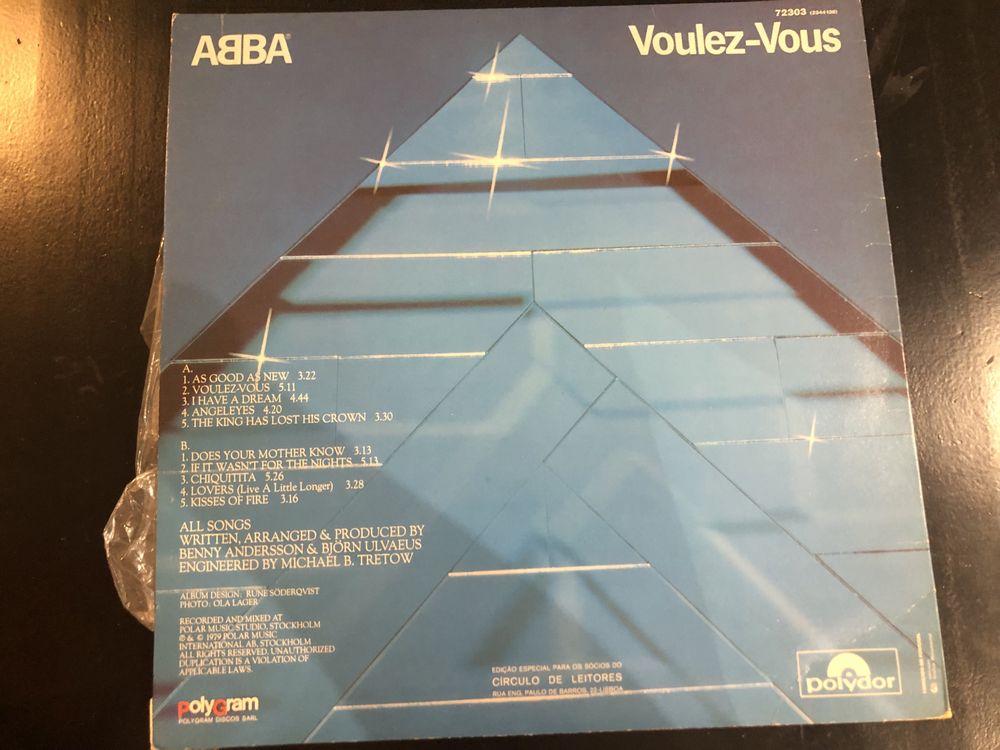 ABBA
72303 (2344136)
Voulez-Vous
A.
1. AS GOOD AS NEW 3.22
2. VOULEZ-VOUS 5.11
3. I HAVE A DREAM 4.44
4. ANGELEYES 4.20
5. THE KING HAS LOST HIS CROWN 3.30
B.
1. DOES YOUR MOTHER KNOW 3.13
2. IF IT WASN'T FOR THE NIGHTS 5.13
3. CHIQUITITA 5.26
4. LOVERS (Live A Little Longer) 3.28
5. KISSES OF FIRE 3.16
ALL SONGS
WRITTEN, ARRANGED & PRODUCED BY
BENNY ANDERSSON & BJÖRN ULVAEUS
ENGINEERED BY MICHAEL B. TRETOW
ALBUM DESIGN: RUNE SÖDERQVIST
PHOTO: OLA LAGER
RECORDED AND MIXED AT
POLAR MUSIC STUDIO, STOCKHOLM
℗ & © 1979 POLAR MUSIC
INTERNATIONAL AB, STOCKHOLM
ALL RIGHTS RESERVED. UNAUTHORIZED
DUPLICATION IS A VIOLATION OF
APPLICABLE LAWS.
PolyGram
POLYGRAM DISCOS SARL
EDIÇÃO ESPECIAL PARA OS SÓCIOS DO
CÍRCULO DE LEITORES
RUA ENG. PAULO DE BARROS, 22-LISBOA
polydor